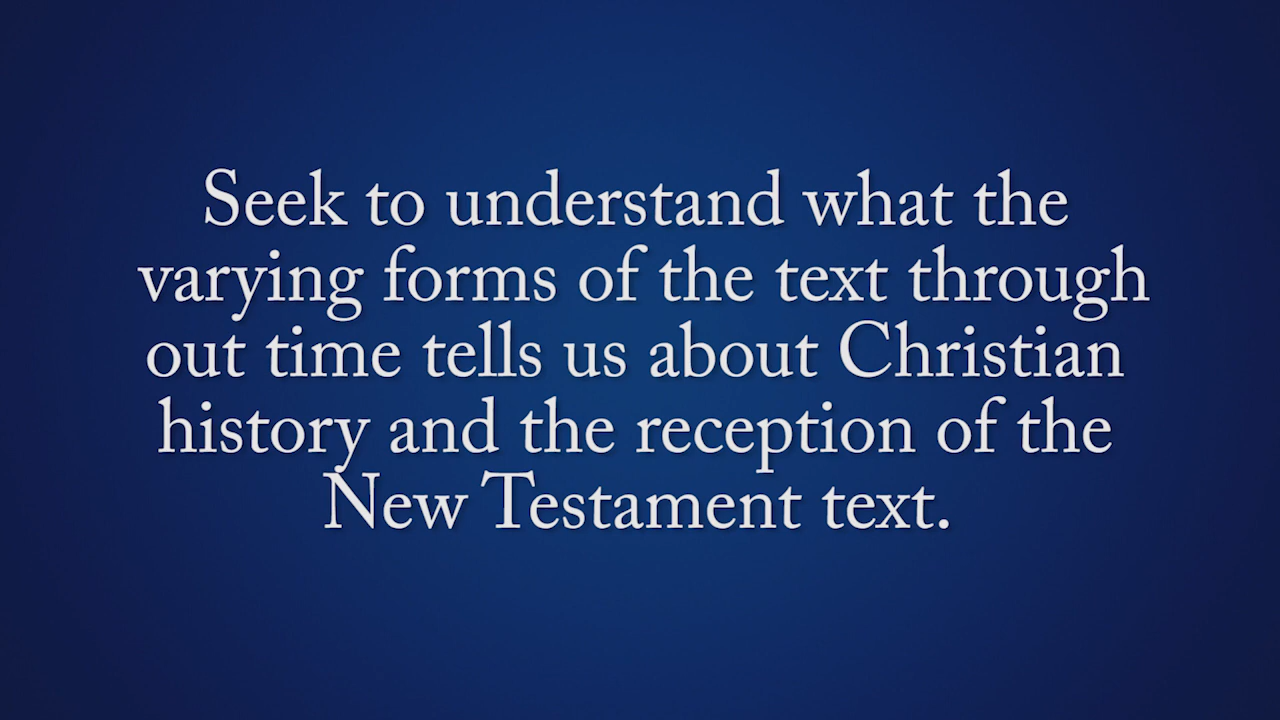 Seek to understand what the
varying forms of the text through
out time tells us about Christian
history and the reception of the
New Testament text.